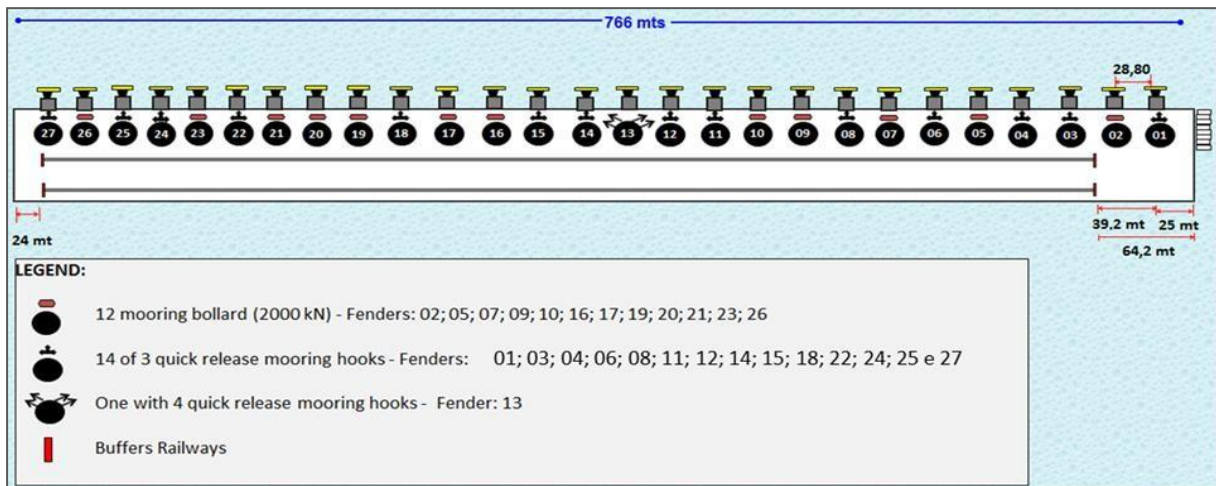 766 mts
28,80
27 26 25 24 23 22 21 20 19 18 17 16 15 14 13 12 11 10 09 08 07 06 05 04 03 02 01
24 mt
39,2 mt 25 mt
64,2 mt
LEGEND:
12 mooring bollard (2000 kN) - Fenders: 02; 05; 07; 09; 10; 16; 17; 19; 20; 21; 23; 26
14 of 3 quick release mooring hooks - Fenders: 01; 03; 04; 06; 08; 11; 12; 14; 15; 18; 22; 24; 25 e 27
One with 4 quick release mooring hooks - Fender: 13
Buffers Railways